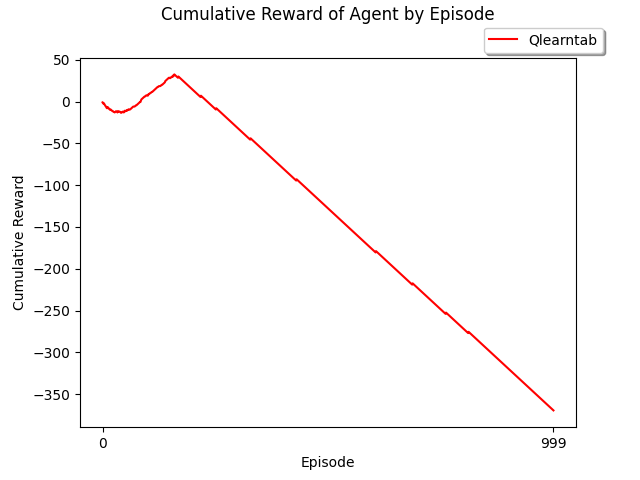 Cumulative Reward of Agent by Episode
Qlearntab
50
0
−50
−100
−150
−200
−250
−300
−350
Cumulative Reward
0
999
Episode